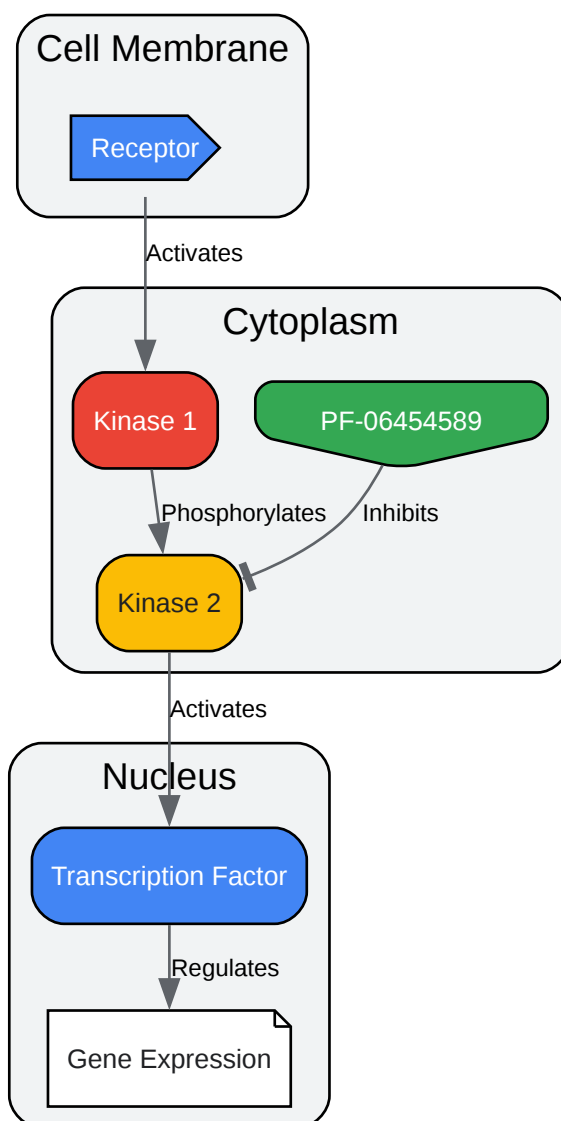 Cell Membrane
Receptor
Activates
Cytoplasm
Kinase 1
PF-06454589
Phosphorylates
Inhibits
Kinase 2
Activates
Nucleus
Transcription Factor
Regulates
Gene Expression